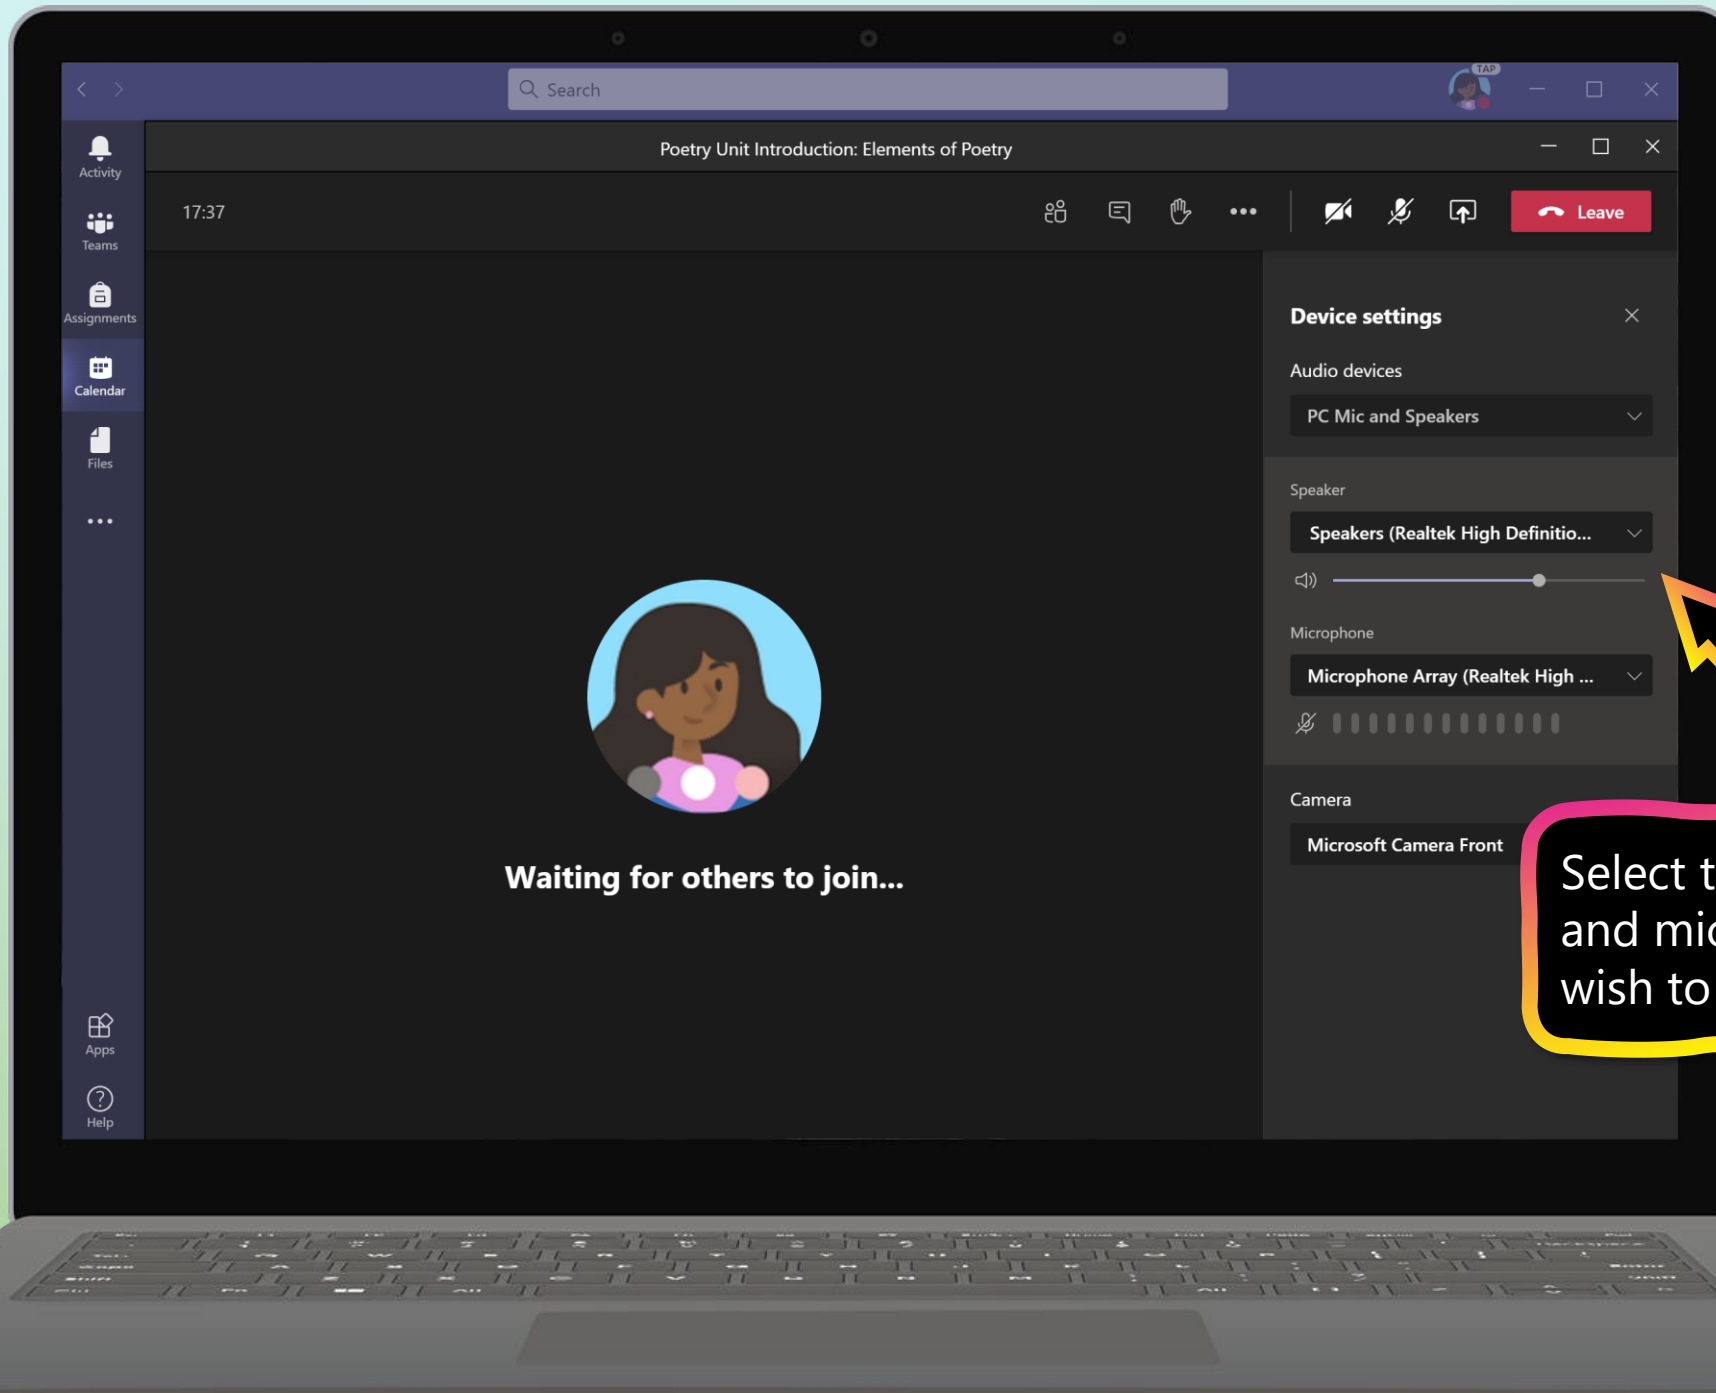 TAP
Search
Activity
Teams
Assignments
Calendar
Files
Apps
Help
Poetry Unit Introduction: Elements of Poetry
17:37
Leave
Waiting for others to join...
Device settings
Audio devices
PC Mic and Speakers
Speaker
Speakers (Realtek High Definitio...
Microphone
Microphone Array (Realtek High ...
Camera
Microsoft Camera Front
Select t
and mic
wish to